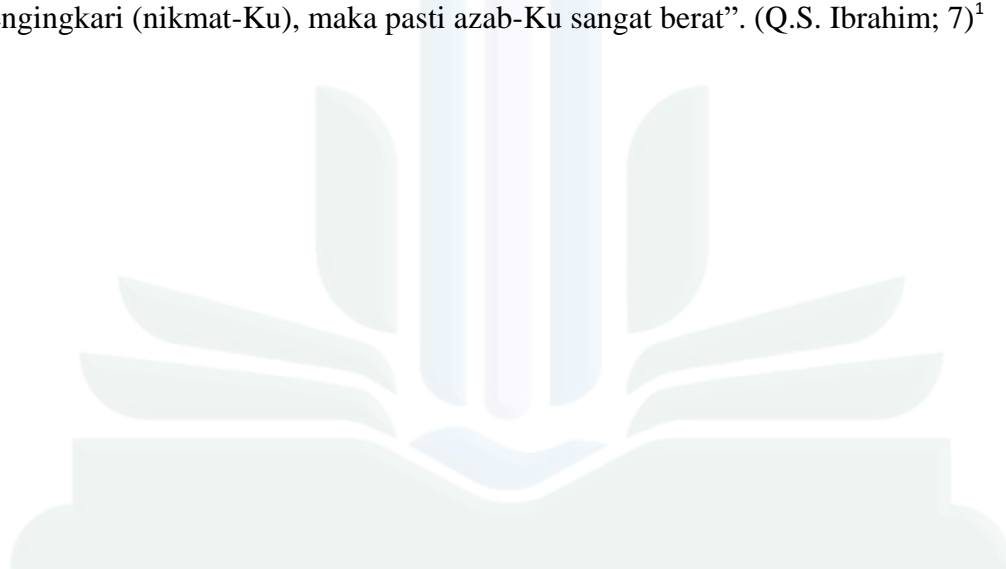 ngingkari (nikmat-Ku), maka pasti azab-Ku sangat berat”. (Q.S. Ibrahim; 7)¹